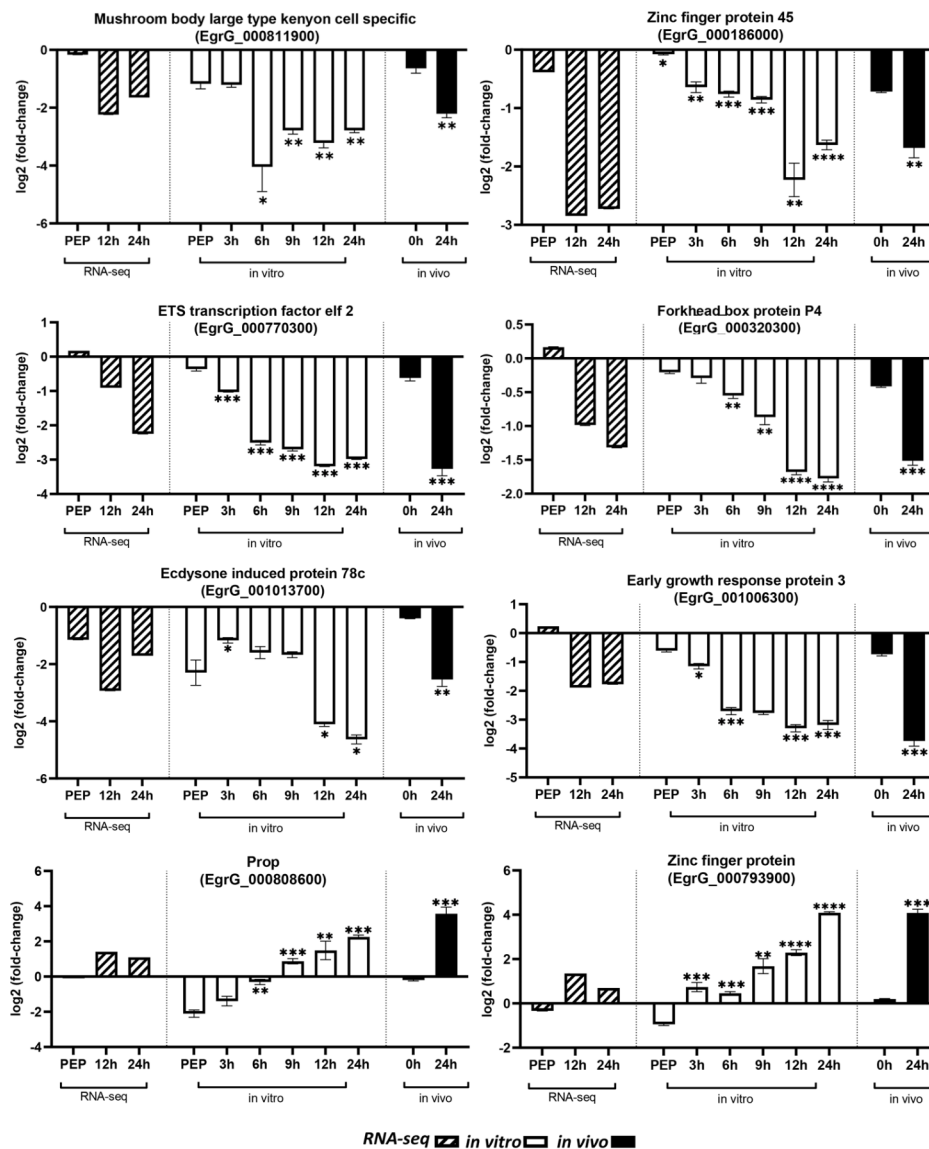 Mushroom body large type kenyon cell specific
(EgrG_000811900)
log2 (fold-change)
0
-2
-4
-6
*
**
**
**
**
PEP 12h 24h PEP 3h 6h 9h 12h 24h 0h 24h
RNA-seq in vitro in vivo
Zinc finger protein 45
(EgrG_000186000)
log2 (fold-change)
0
-1
-2
-3
*
**
***
***
**
****
**
PEP 12h 24h PEP 3h 6h 9h 12h 24h 0h 24h
RNA-seq in vitro in vivo
ETS transcription factor elf 2
(EgrG_000770300)
log2 (fold-change)
1
0
-1
-2
-3
-4
***
***
***
***
***
***
PEP 12h 24h PEP 3h 6h 9h 12h 24h 0h 24h
RNA-seq in vitro in vivo
Forkhead box protein P4
(EgrG_000320300)
log2 (fold-change)
0.5
0.0
-0.5
-1.0
-1.5
-2.0
**
**
****
****
***
PEP 12h 24h PEP 3h 6h 9h 12h 24h 0h 24h
RNA-seq in vitro in vivo
Ecdysone induced protein 78c
(EgrG_001013700)
log2 (fold-change)
0
-2
-4
-6
*
*
*
**
PEP 12h 24h PEP 3h 6h 9h 12h 24h 0h 24h
RNA-seq in vitro in vivo
Early growth response protein 3
(EgrG_001006300)
log2 (fold-change)
1
0
-1
-2
-3
-4
-5
*
***
***
***
***
PEP 12h 24h PEP 3h 6h 9h 12h 24h 0h 24h
RNA-seq in vitro in vivo
Prop
(EgrG_000808600)
log2 (fold-change)
6
4
2
0
-2
-4
**
***
**
***
***
PEP 12h 24h PEP 3h 6h 9h 12h 24h 0h 24h
RNA-seq in vitro in vivo
Zinc finger protein
(EgrG_000793900)
log2 (fold-change)
6
4
2
0
-2
***
***
**
****
****
***
PEP 12h 24h PEP 3h 6h 9h 12h 24h 0h 24h
RNA-seq in vitro in vivo
RNA-seq in vitro in vivo